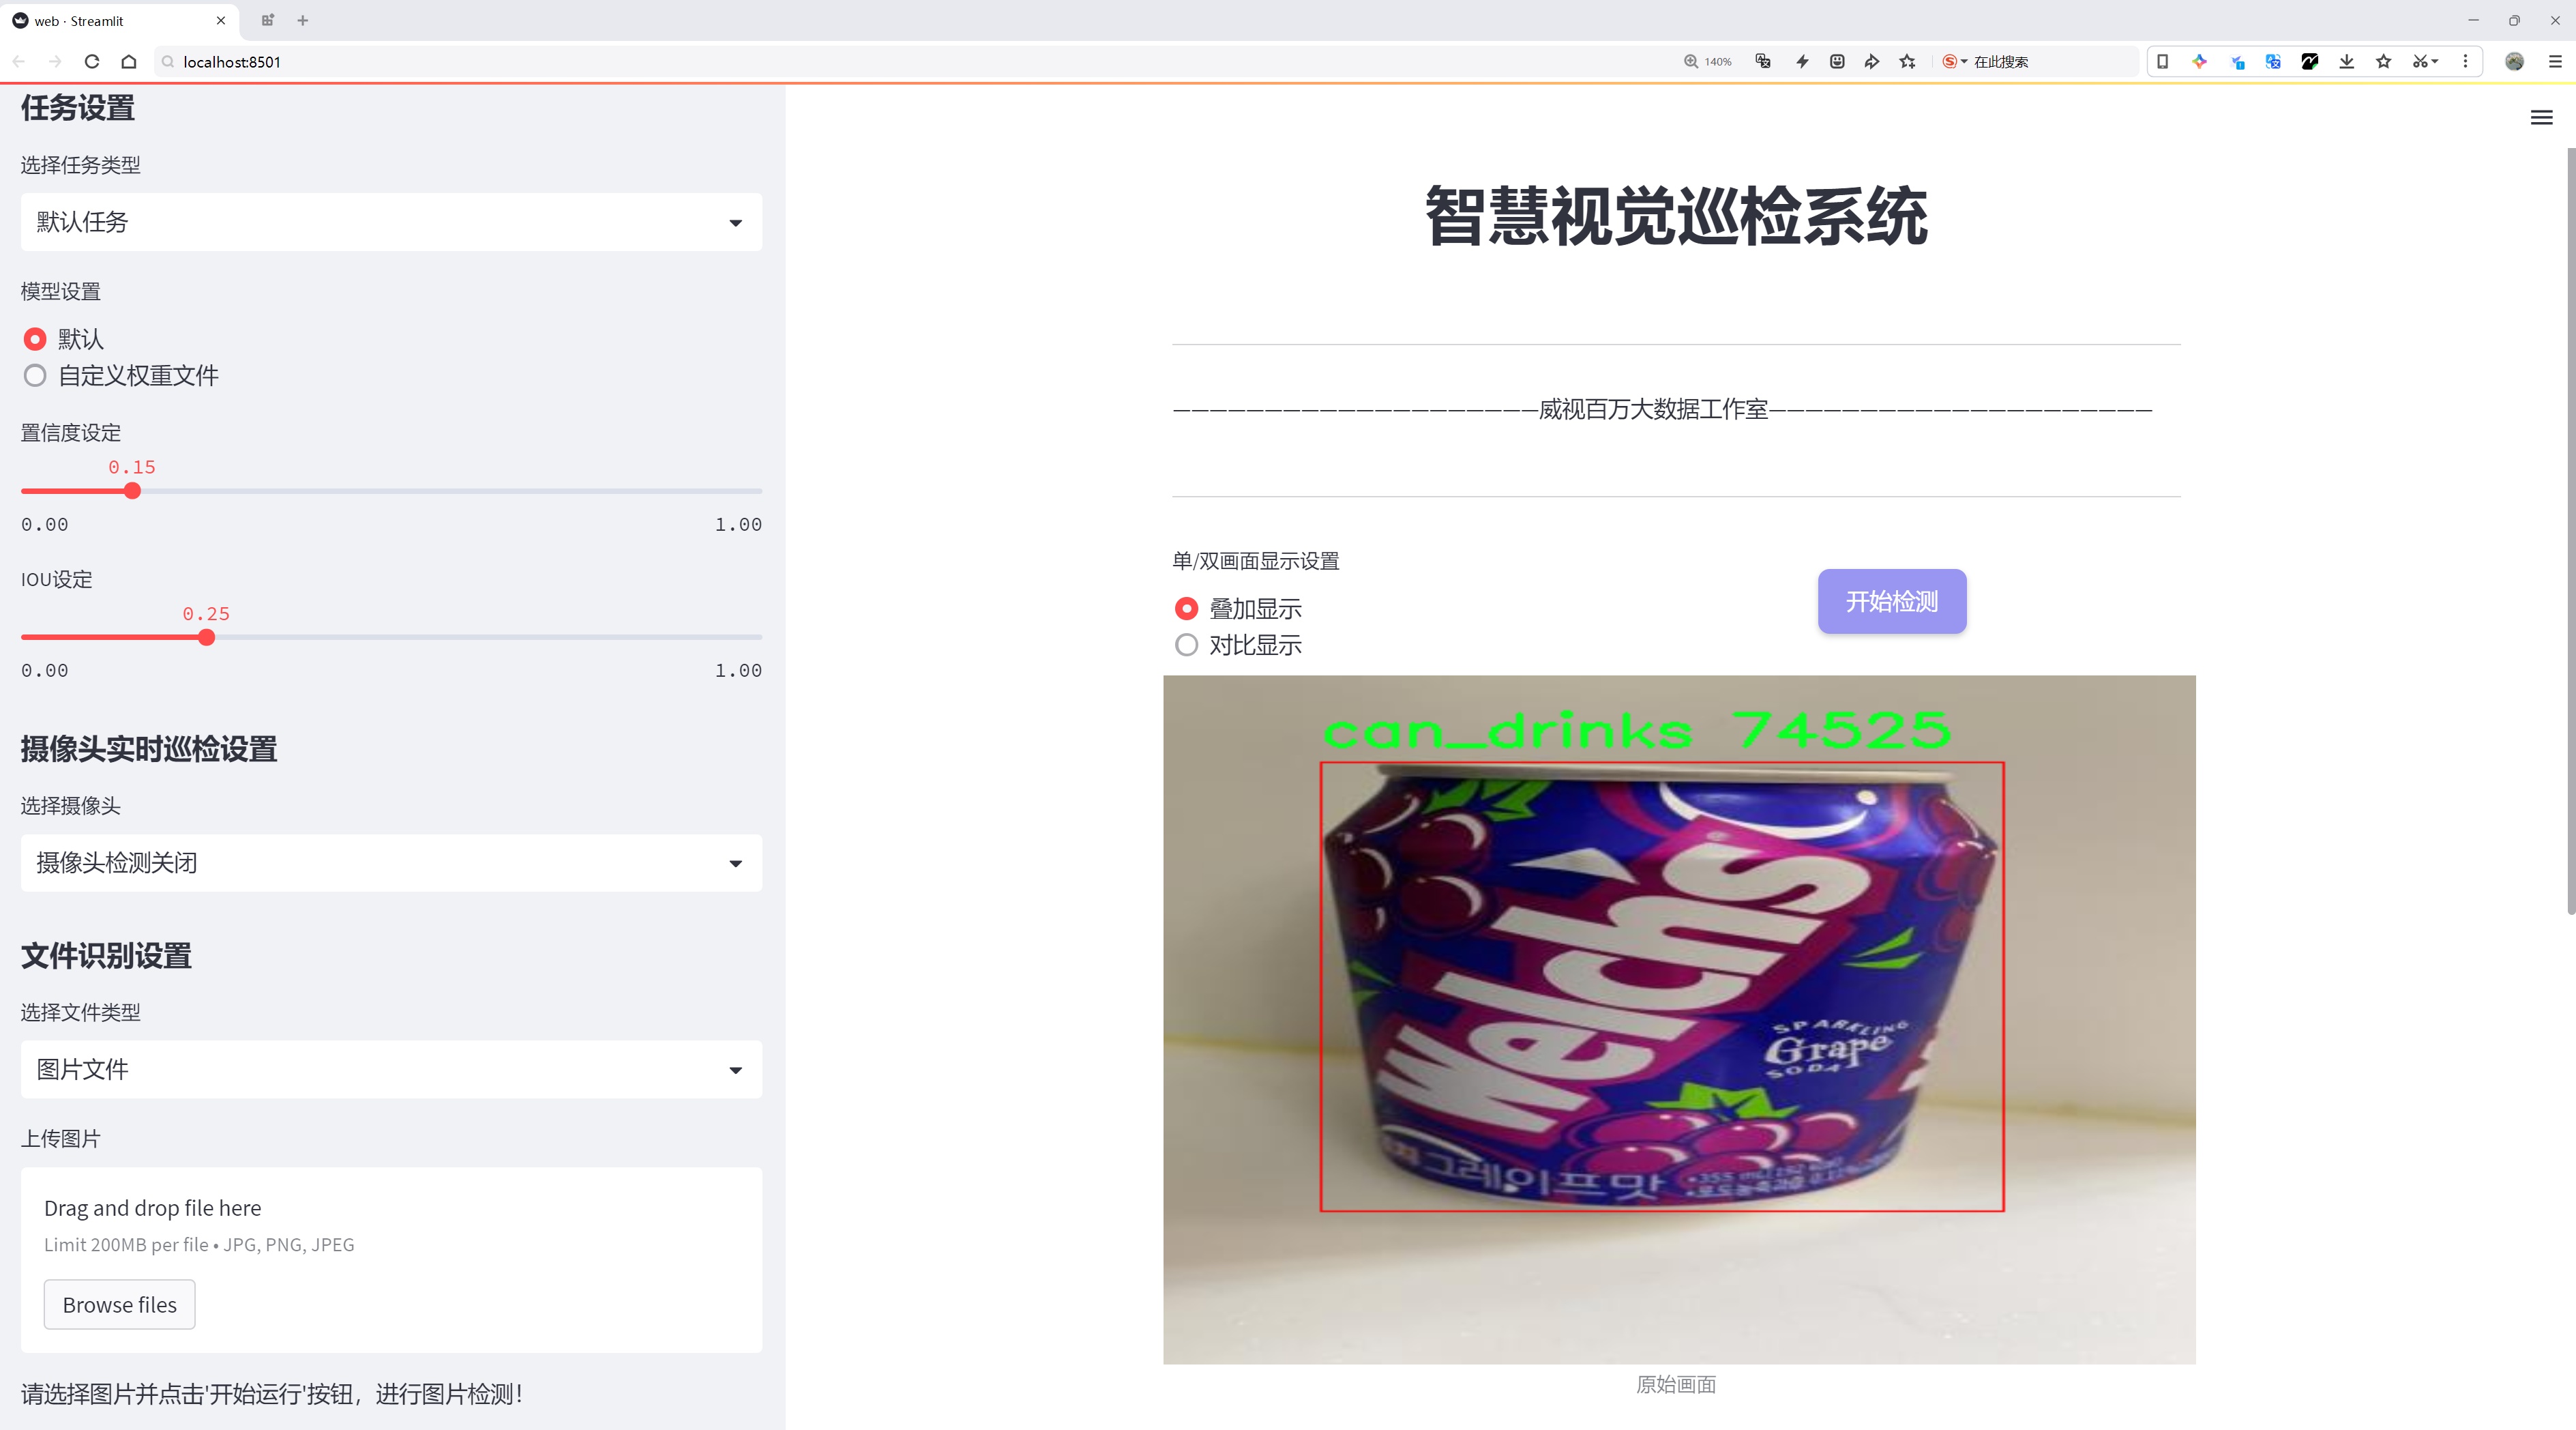 web · Streamlit
localhost:8501
140%
在此搜索
任务设置
选择任务类型
默认任务
模型设置
默认
自定义权重文件
置信度设定
0.15
0.00 1.00
IOU设定
0.25
0.00 1.00
摄像头实时巡检设置
选择摄像头
摄像头检测关闭
文件识别设置
选择文件类型
图片文件
上传图片
Drag and drop file here
Limit 200MB per file • JPG, PNG, JPEG
Browse files
请选择图片并点击'开始运行'按钮，进行图片检测！
智慧视觉巡检系统
—————————————————————威视百万大数据工作室—————————————————————
单/双画面显示设置
叠加显示
对比显示
开始检测
can_drinks 74525
Welch's
SPARKLING
Grape
SODA
그레이프맛
原始画面